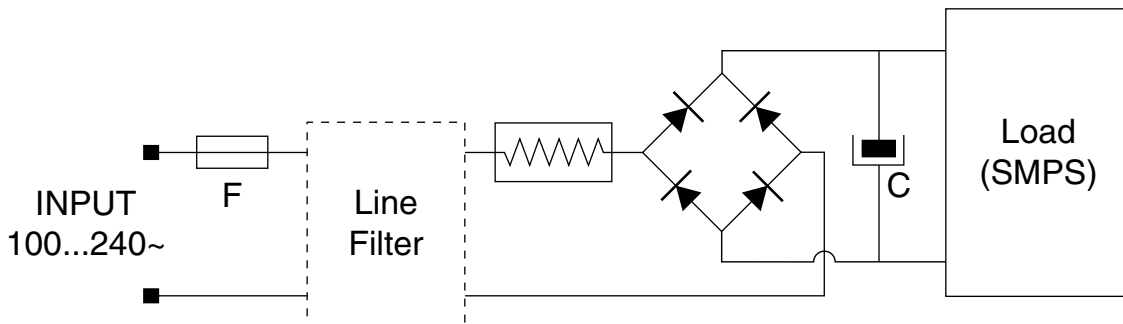 INPUT
100...240~
F
Line
Filter
C
Load
(SMPS)